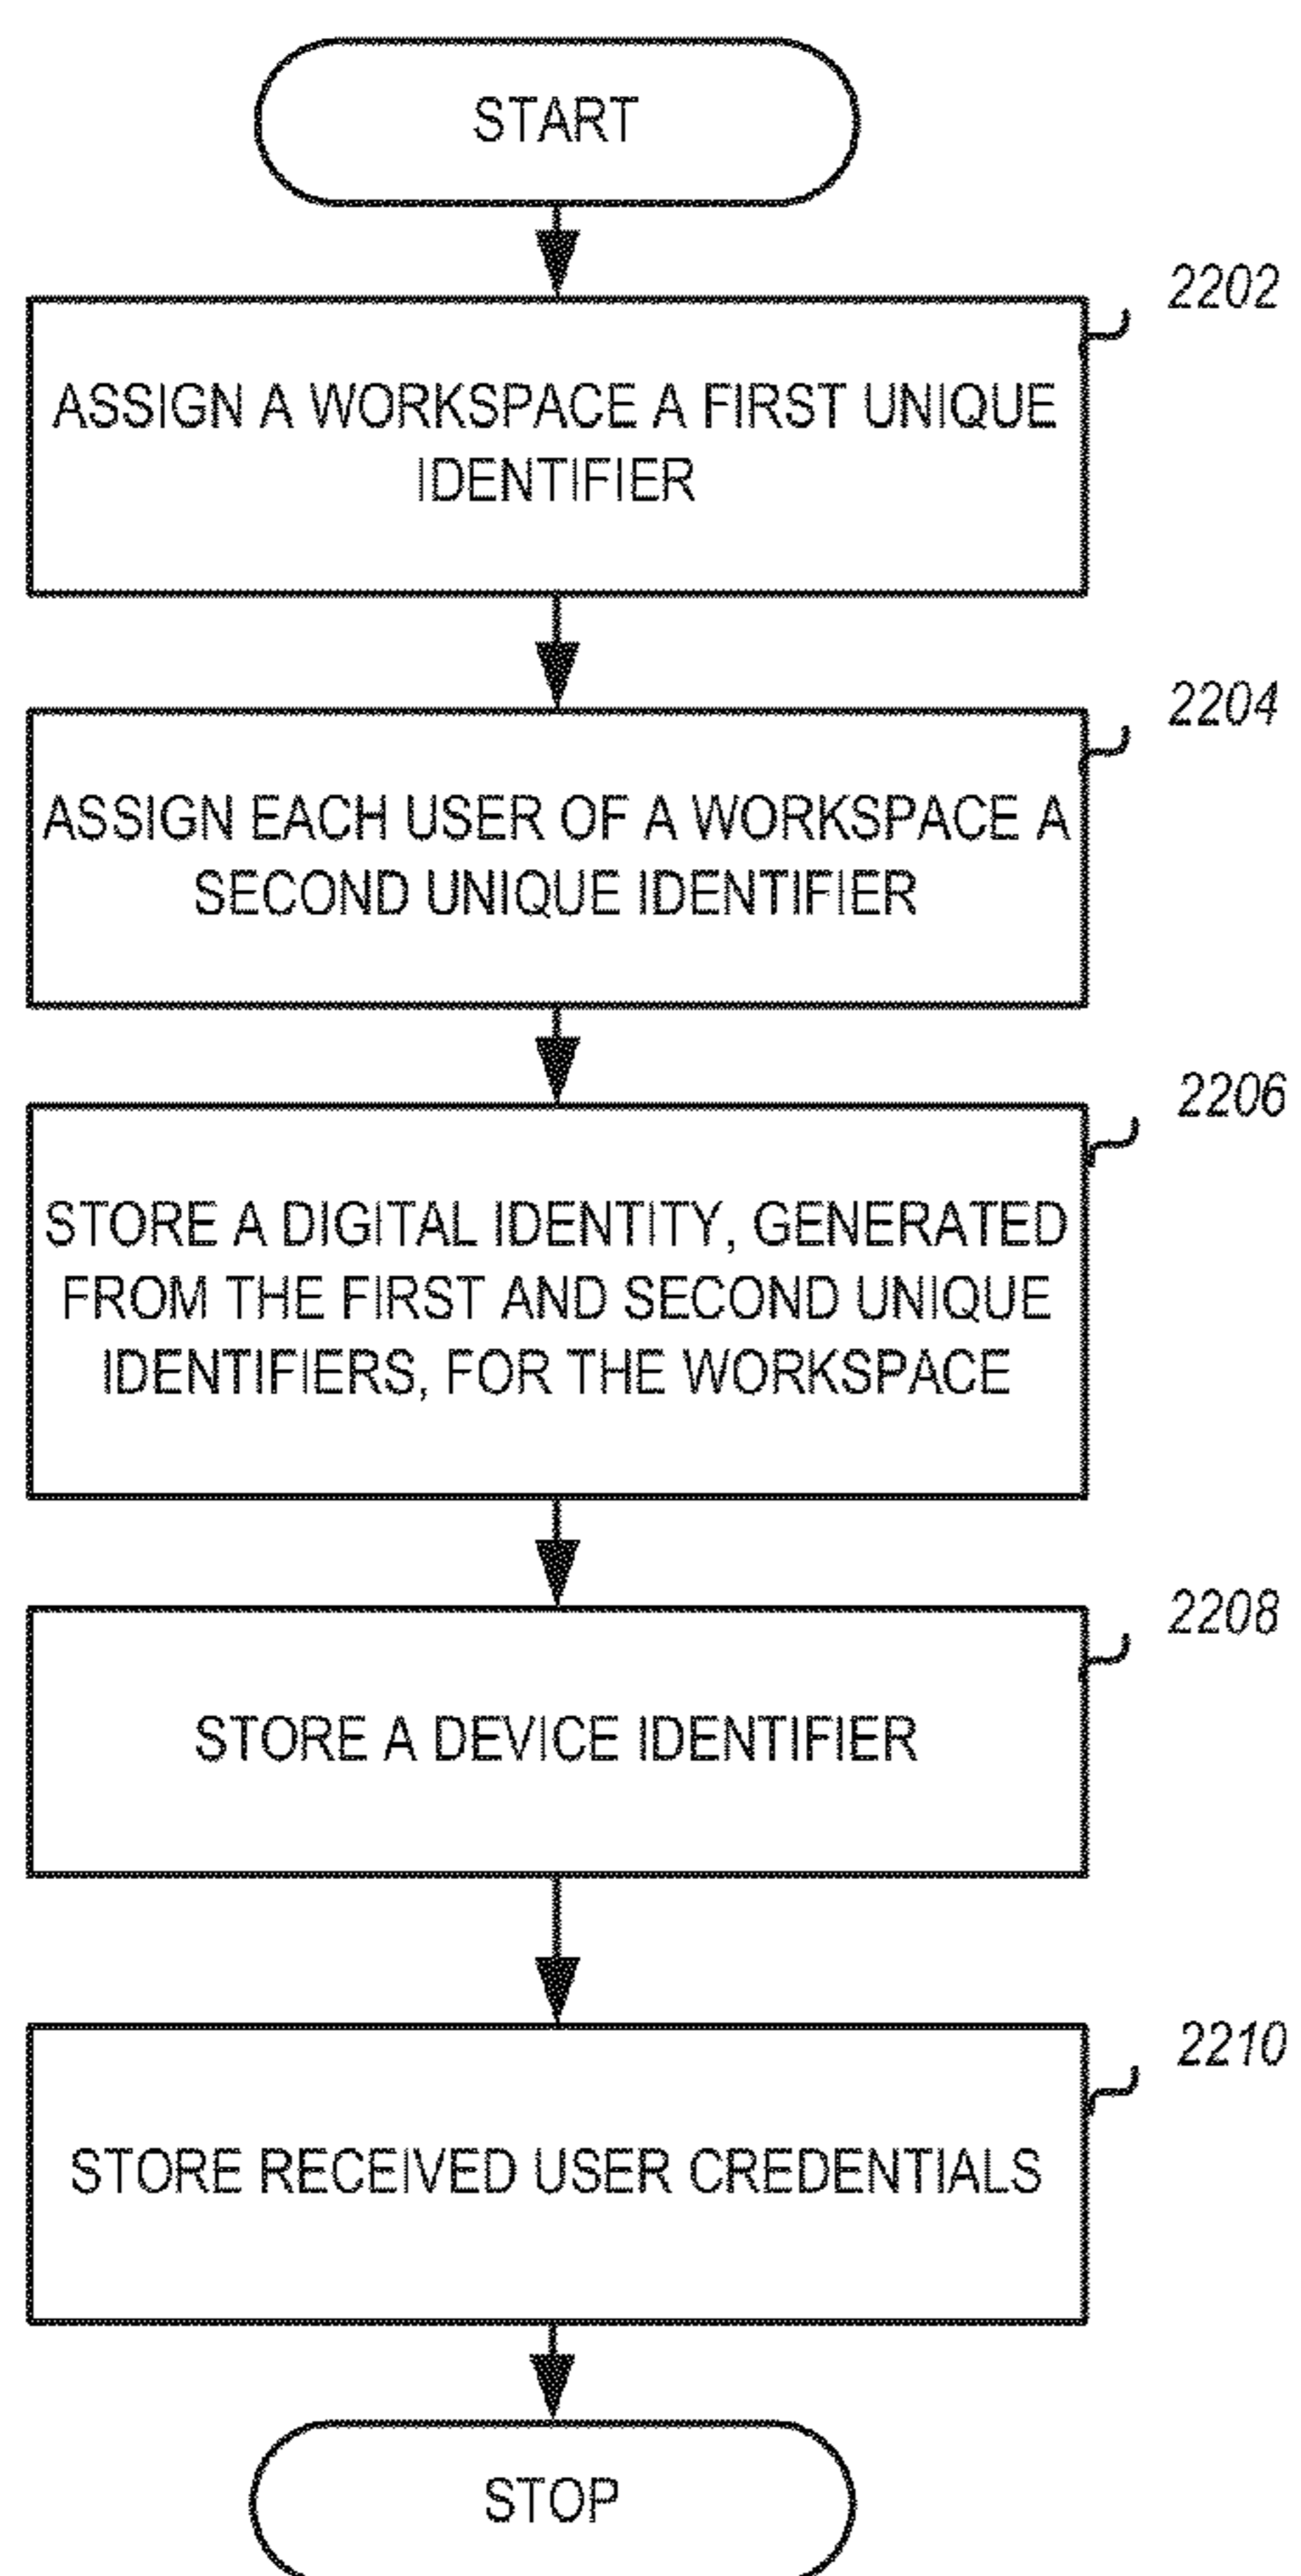 START
2202
ASSIGN A WORKSPACE A FIRST UNIQUE
IDENTIFIER
2204
ASSIGN EACH USER OF A WORKSPACE A
SECOND UNIQUE IDENTIFIER
2206
STORE A DIGITAL IDENTITY, GENERATED
FROM THE FIRST AND SECOND UNIQUE
IDENTIFIERS, FOR THE WORKSPACE
2208
STORE A DEVICE IDENTIFIER
2210
STORE RECEIVED USER CREDENTIALS
STOP